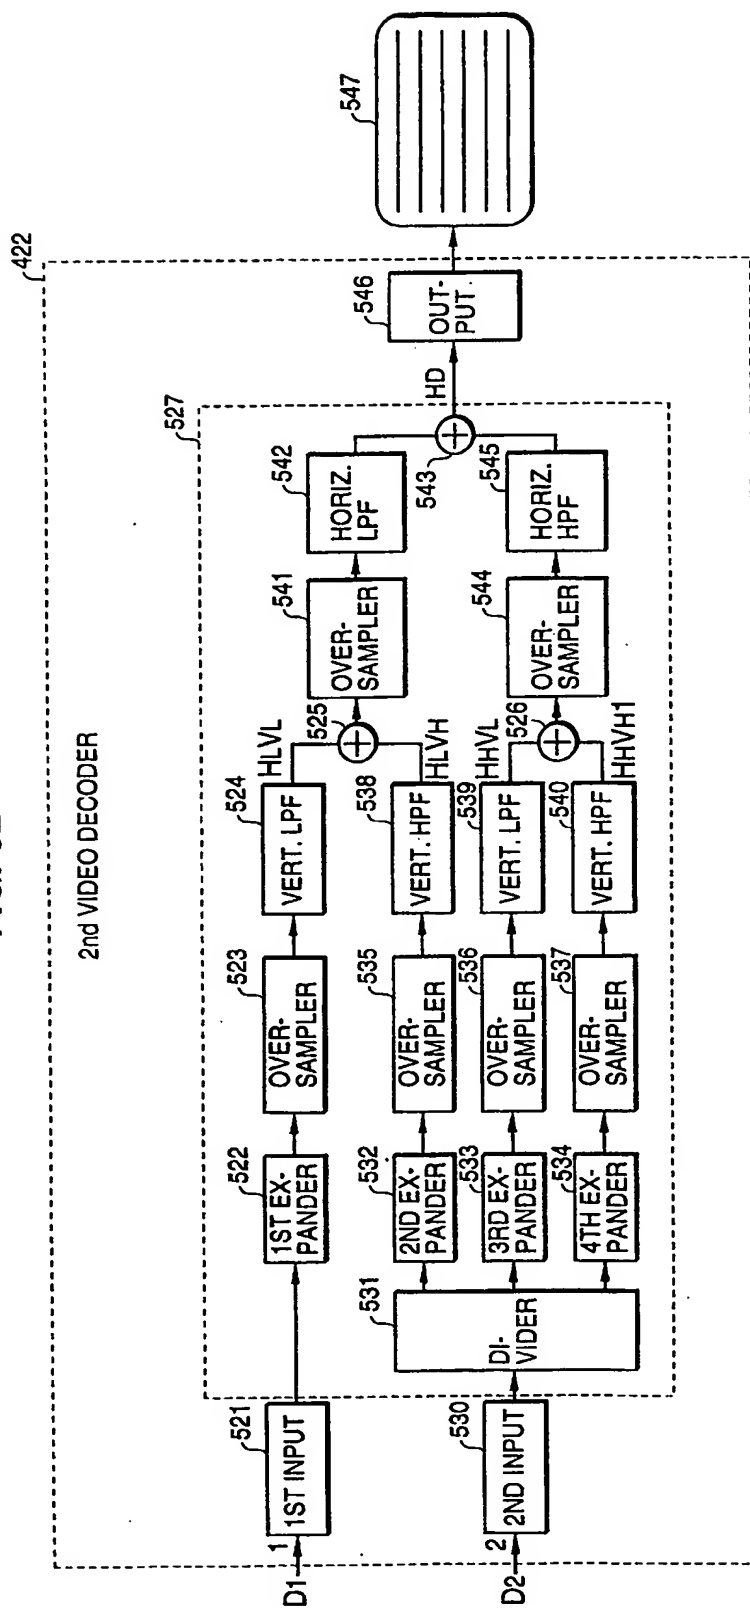 2nd VIDEO DECODER
422
527
D1
1
521
1ST INPUT
522
1ST EX-
PANDER
523
OVER-
SAMPLER
524
VERT. LPF
HLVL
525
541
OVER-
SAMPLER
542
HORIZ.
LPF
D2
2
530
2ND INPUT
531
DI-
VIDER
532
2ND EX-
PANDER
535
OVER-
SAMPLER
538
VERT. HPF
HLVH
533
3RD EX-
PANDER
536
OVER-
SAMPLER
539
VERT. LPF
HHVL
526
544
OVER-
SAMPLER
545
HORIZ.
HPF
534
4TH EX-
PANDER
537
OVER-
SAMPLER
540
VERT. HPF
HHVH1
543
HD
546
OUT-
PUT.
547